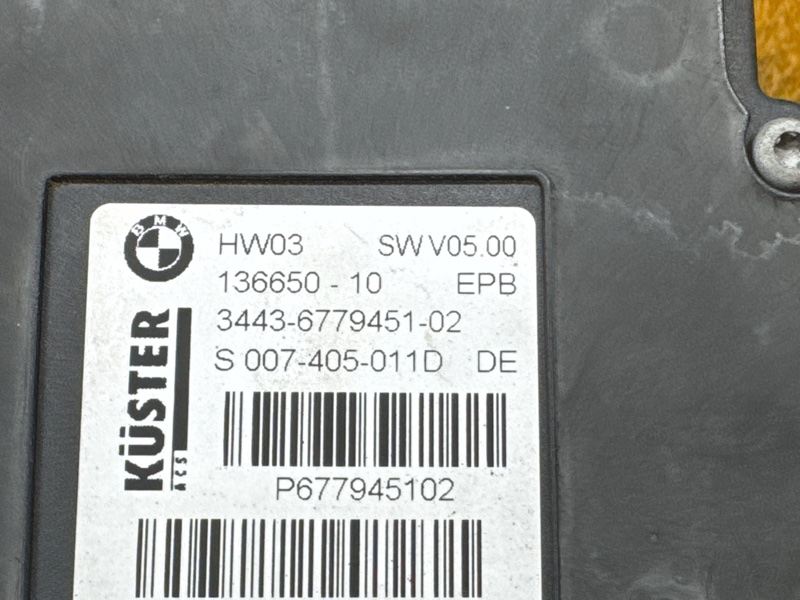 BMW
HW03 SW V05.00
136650 - 10 EPB
3443-6779451-02
S 007-405-011D DE
KÜSTER
ACS
P677945102